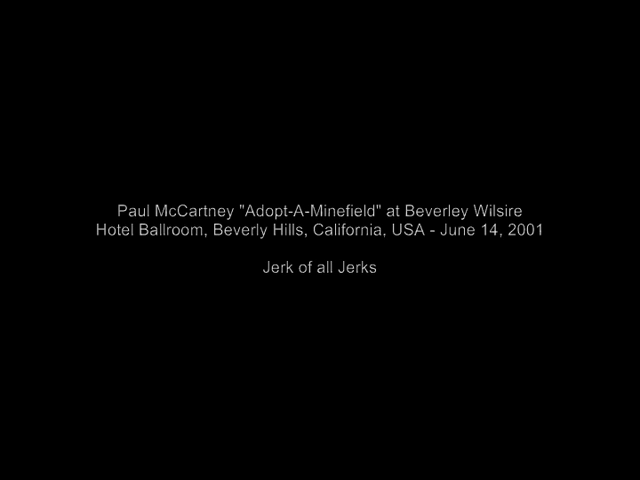 Paul McCartney "Adopt-A-Minefield" at Beverley Wilsire
Hotel Ballroom, Beverly Hills, California, USA - June 14, 2001
Jerk of all Jerks